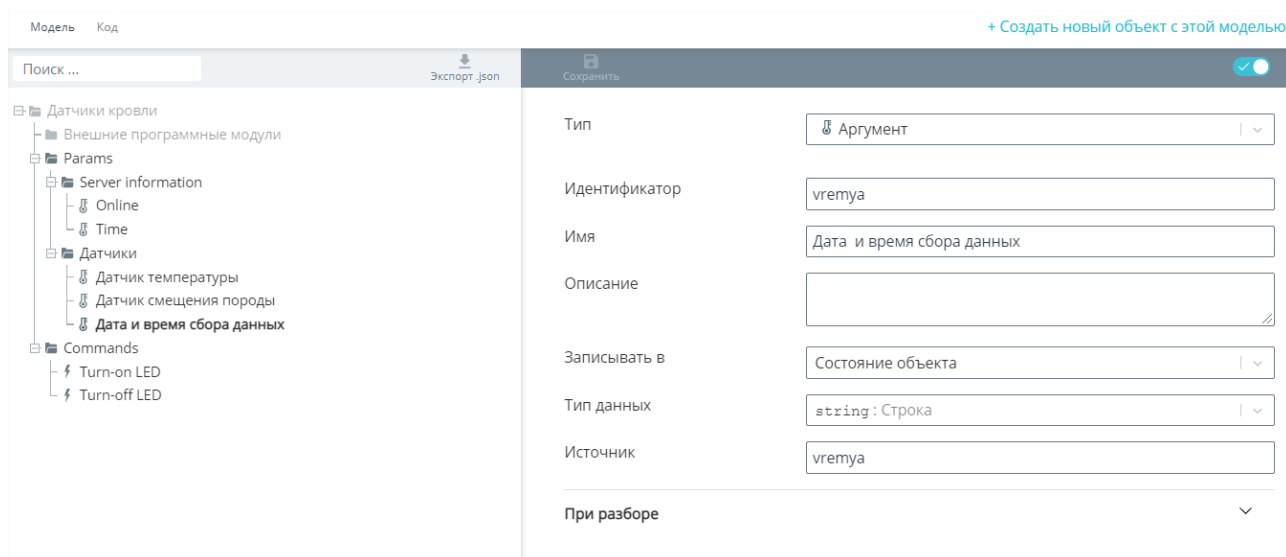 Модель Код
+ Создать новый объект с этой моделью
Поиск ...
Экспорт .json
Сохранить
Датчики кровли
Внешние программные модули
Params
Server information
Online
Time
Датчики
Датчик температуры
Датчик смещения породы
Дата и время сбора данных
Commands
Turn-on LED
Turn-off LED
Тип
Аргумент
Идентификатор
vremya
Имя
Дата  и время сбора данных
Описание
Записывать в
Состояние объекта
Тип данных
string : Строка
Источник
vremya
При разборе